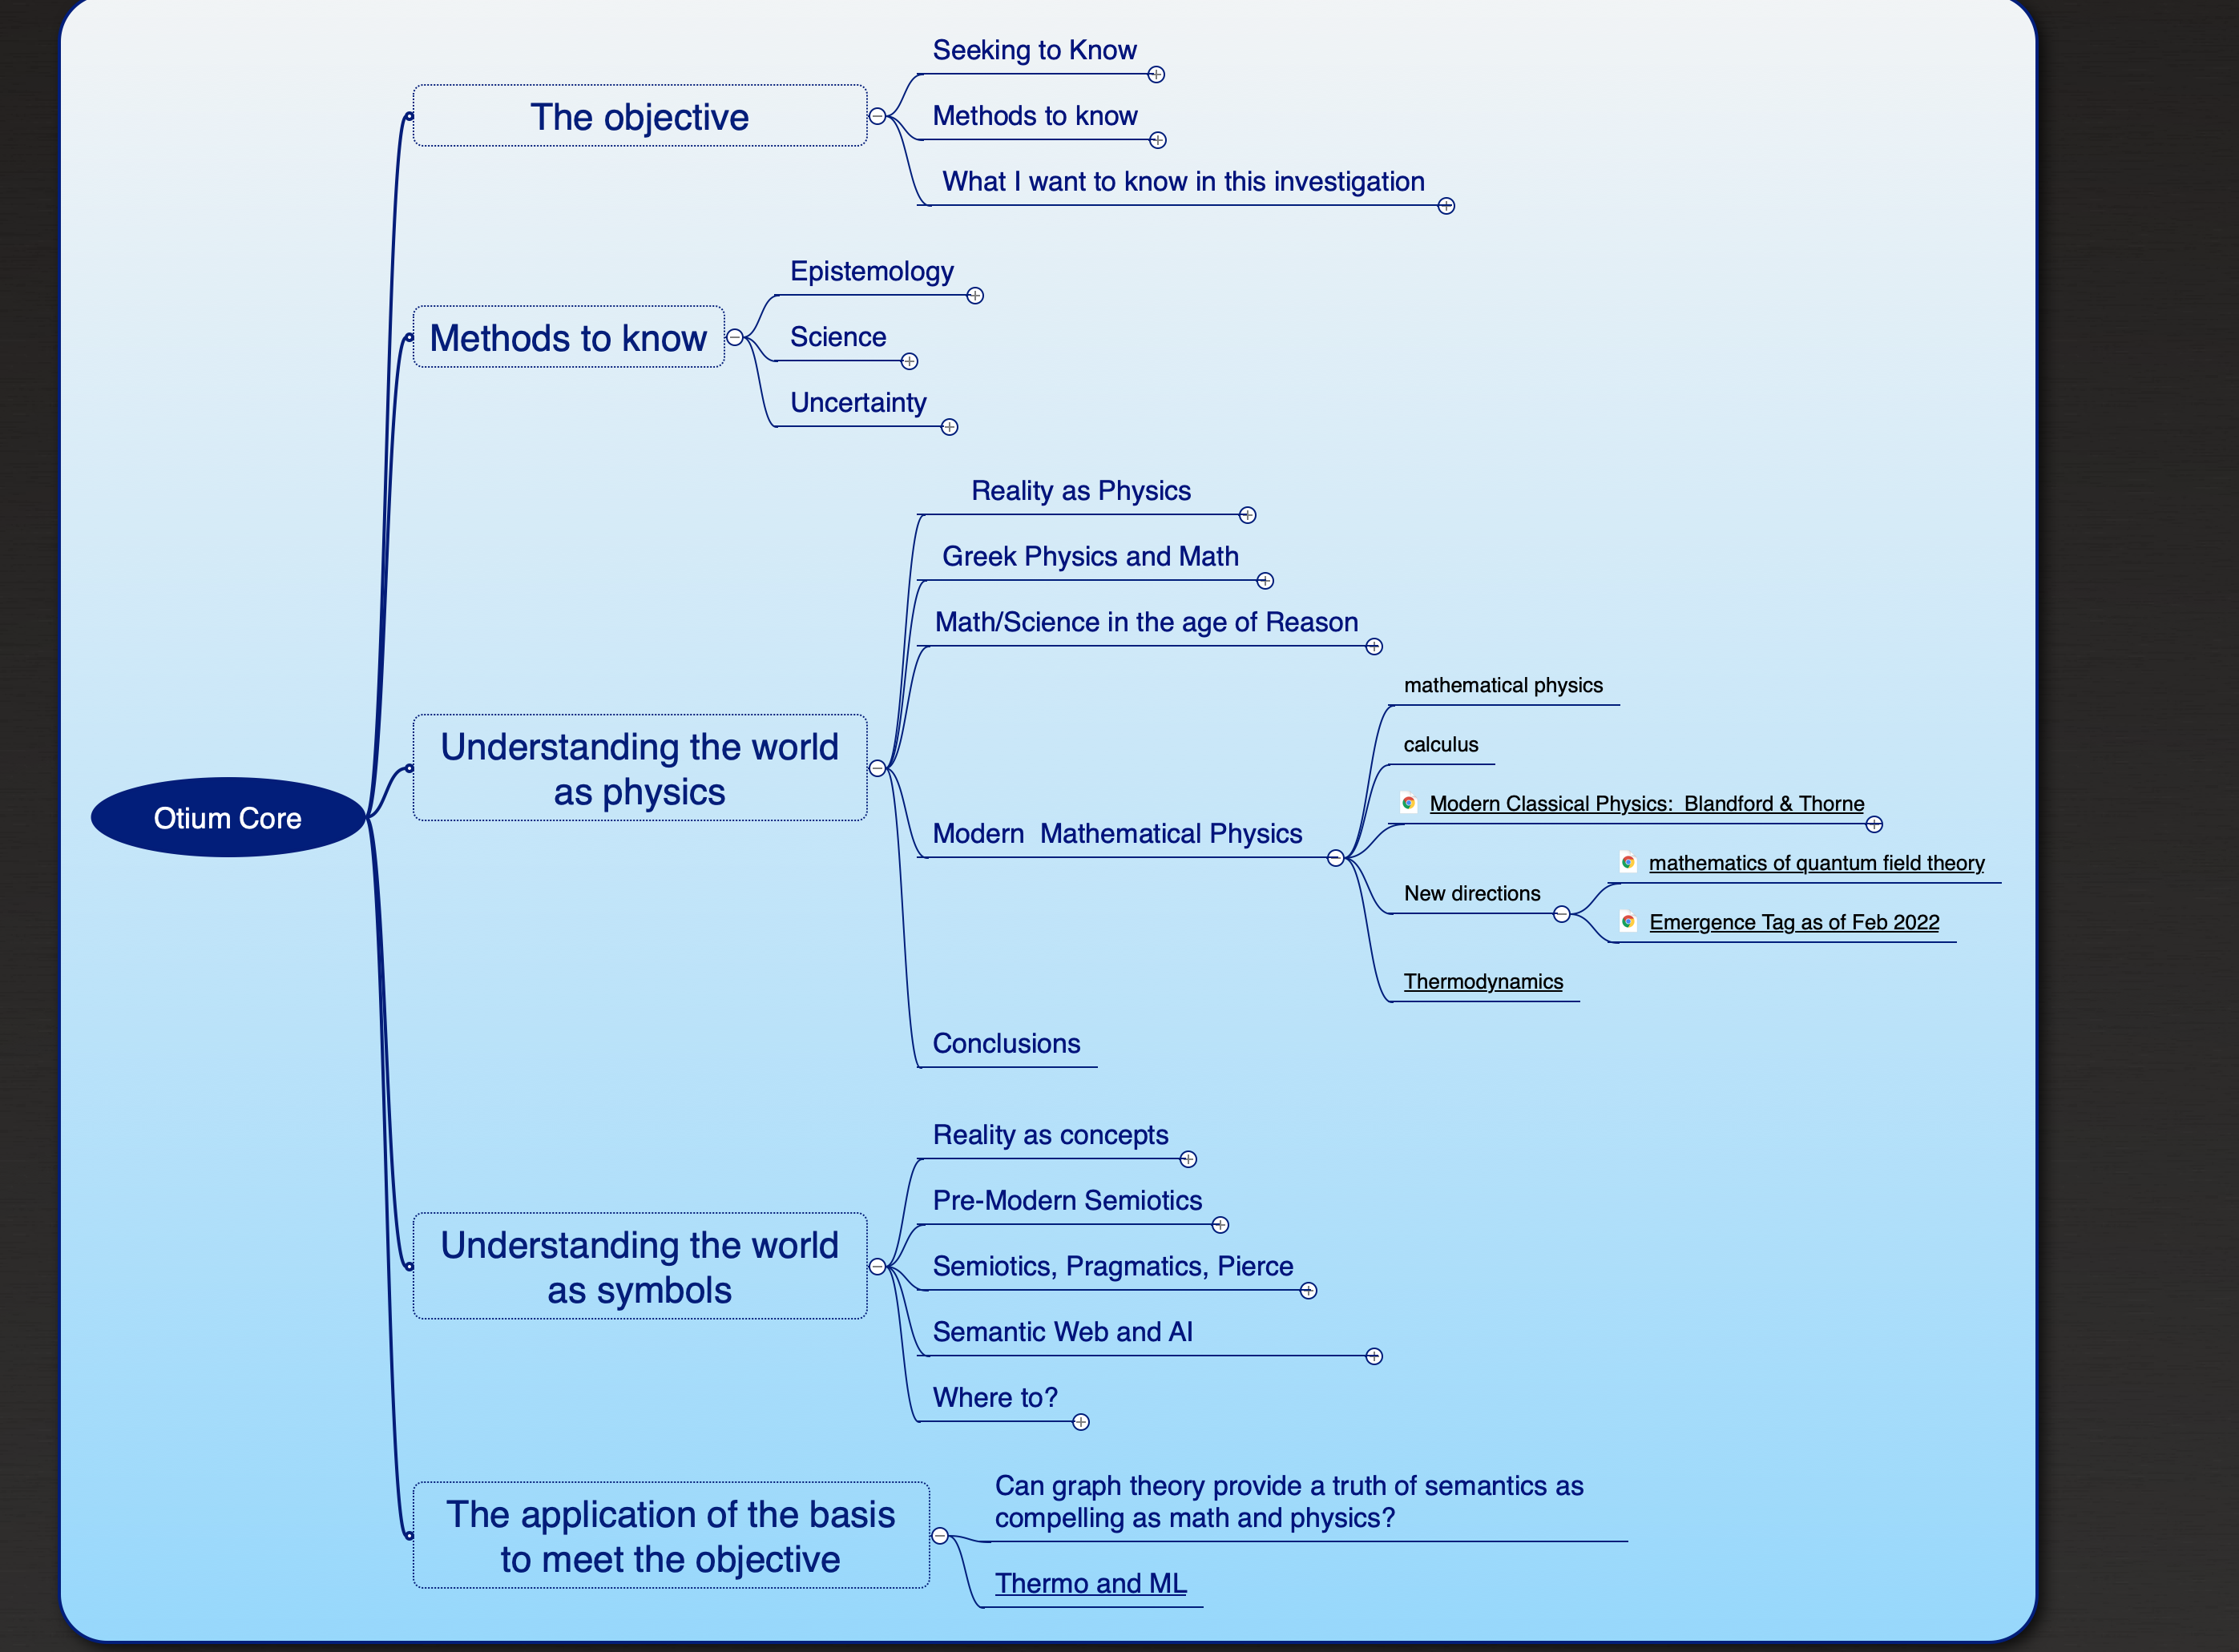 Seeking to Know
The objective
Methods to know
What I want to know in this investigation
Epistemology
Methods to know
Science
Uncertainty
Reality as Physics
Greek Physics and Math
Math/Science in the age of Reason
mathematical physics
Understanding the world
as physics
calculus
Otium Core
Modern Classical Physics:  Blandford & Thorne
Modern  Mathematical Physics
mathematics of quantum field theory
New directions
Emergence Tag as of Feb 2022
Thermodynamics
Conclusions
Reality as concepts
Pre-Modern Semiotics
Understanding the world
as symbols
Semiotics, Pragmatics, Pierce
Semantic Web and AI
Where to?
The application of the basis
to meet the objective
Can graph theory provide a truth of semantics as
compelling as math and physics?
Thermo and ML